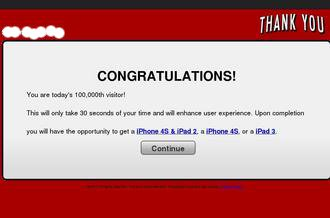 THANK YOU
CONGRATULATIONS!
You are today's 100,000th visitor!
This will only take 30 seconds of your time and will enhance user experience. Upon completion
you will have the opportunity to get a iPhone 4S & iPad 2, a iPhone 4S, or a iPad 3.
Continue